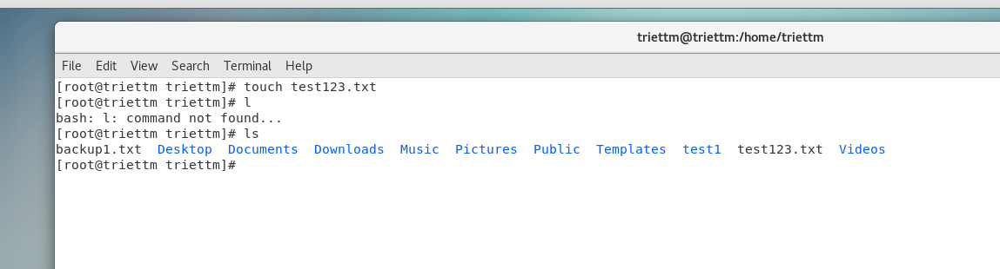 triettm@triettm:/home/triettm
File Edit View Search Terminal Help
[root@triettm triettm]# touch test123.txt
[root@triettm triettm]# l
bash: l: command not found...
[root@triettm triettm]# ls
backup1.txt Desktop Documents Downloads Music Pictures Public Templates test1 test123.txt Videos
[root@triettm triettm]#